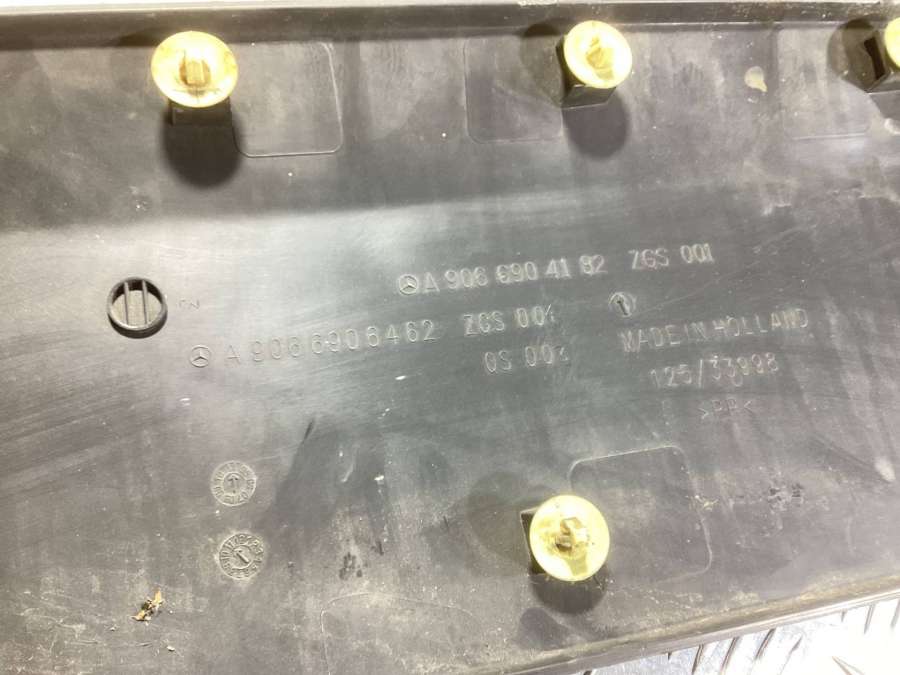 A 906 690 41 82 ZGS 001
A 906 690 64 62 ZGS 001
QS 002
MADE IN HOLLAND
125/33998
>PP<